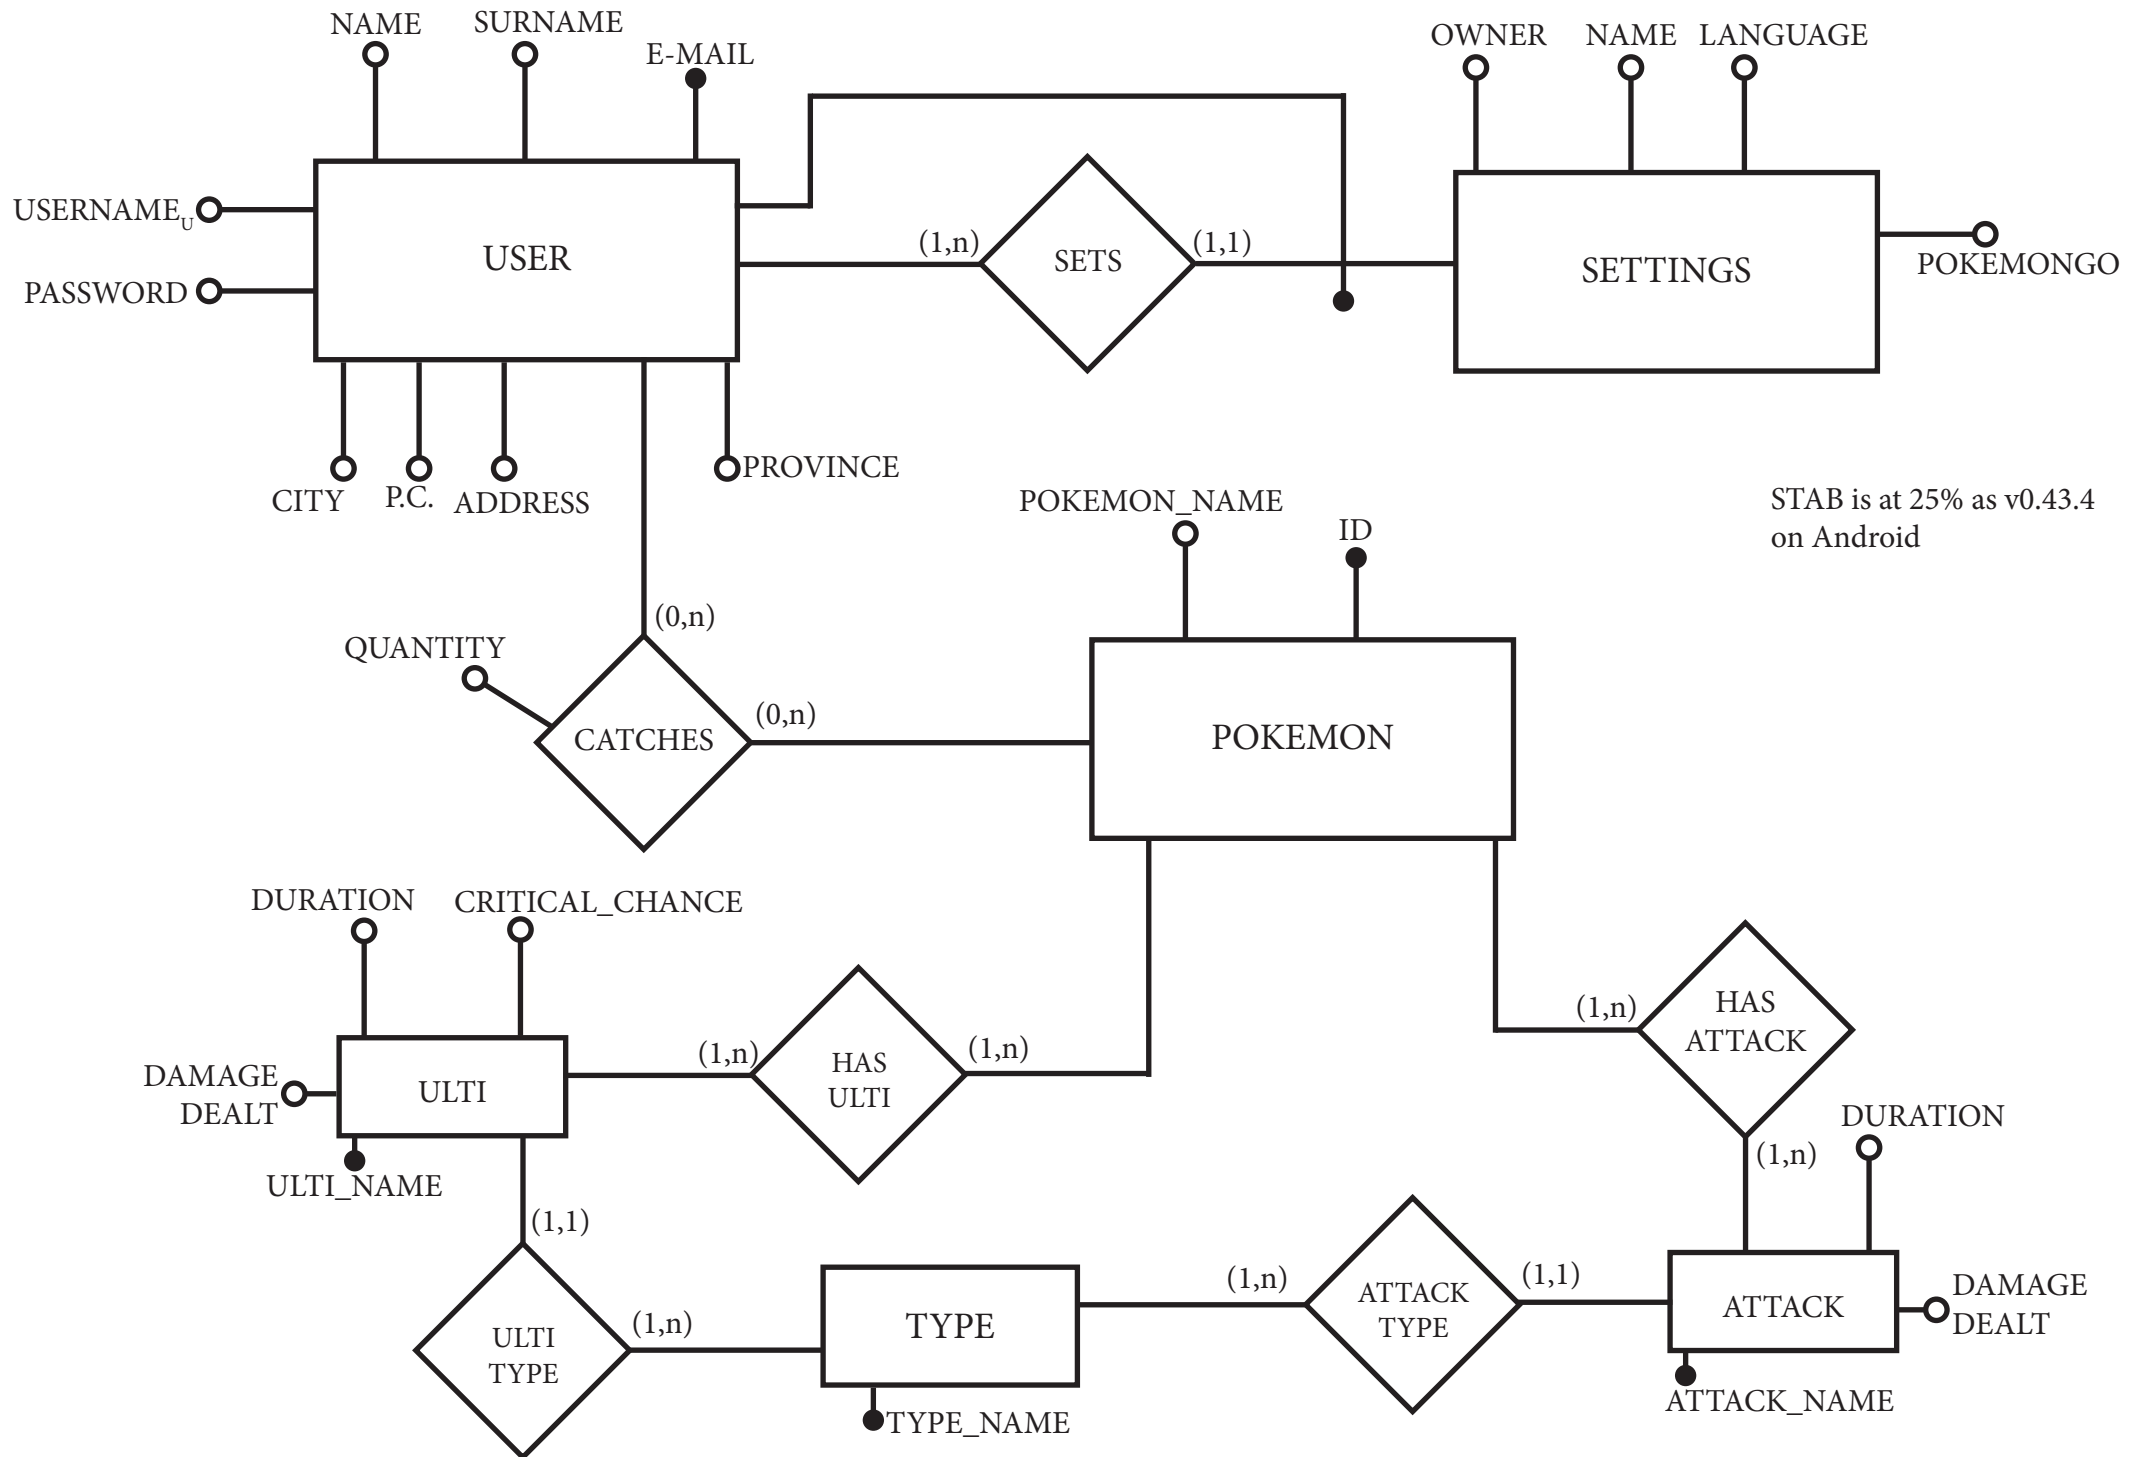 NAME
SURNAME
E-MAIL
OWNER
NAME
LANGUAGE
USERNAMEU
USER
(1,n)
SETS
(1,1)
SETTINGS
POKEMONGO
PASSWORD
CITY
P.C.
ADDRESS
PROVINCE
POKEMON_NAME
ID
STAB is at 25% as v0.43.4
on Android
(0,n)
QUANTITY
CATCHES
(0,n)
POKEMON
DURATION
CRITICAL_CHANCE
DAMAGE
DEALT
ULTI
(1,n)
HAS
ULTI
(1,n)
(1,n)
HAS
ATTACK
(1,n)
DURATION
ULTI_NAME
(1,1)
ULTI
TYPE
(1,n)
TYPE
TYPE_NAME
(1,n)
ATTACK
TYPE
(1,1)
ATTACK
DAMAGE
DEALT
ATTACK_NAME